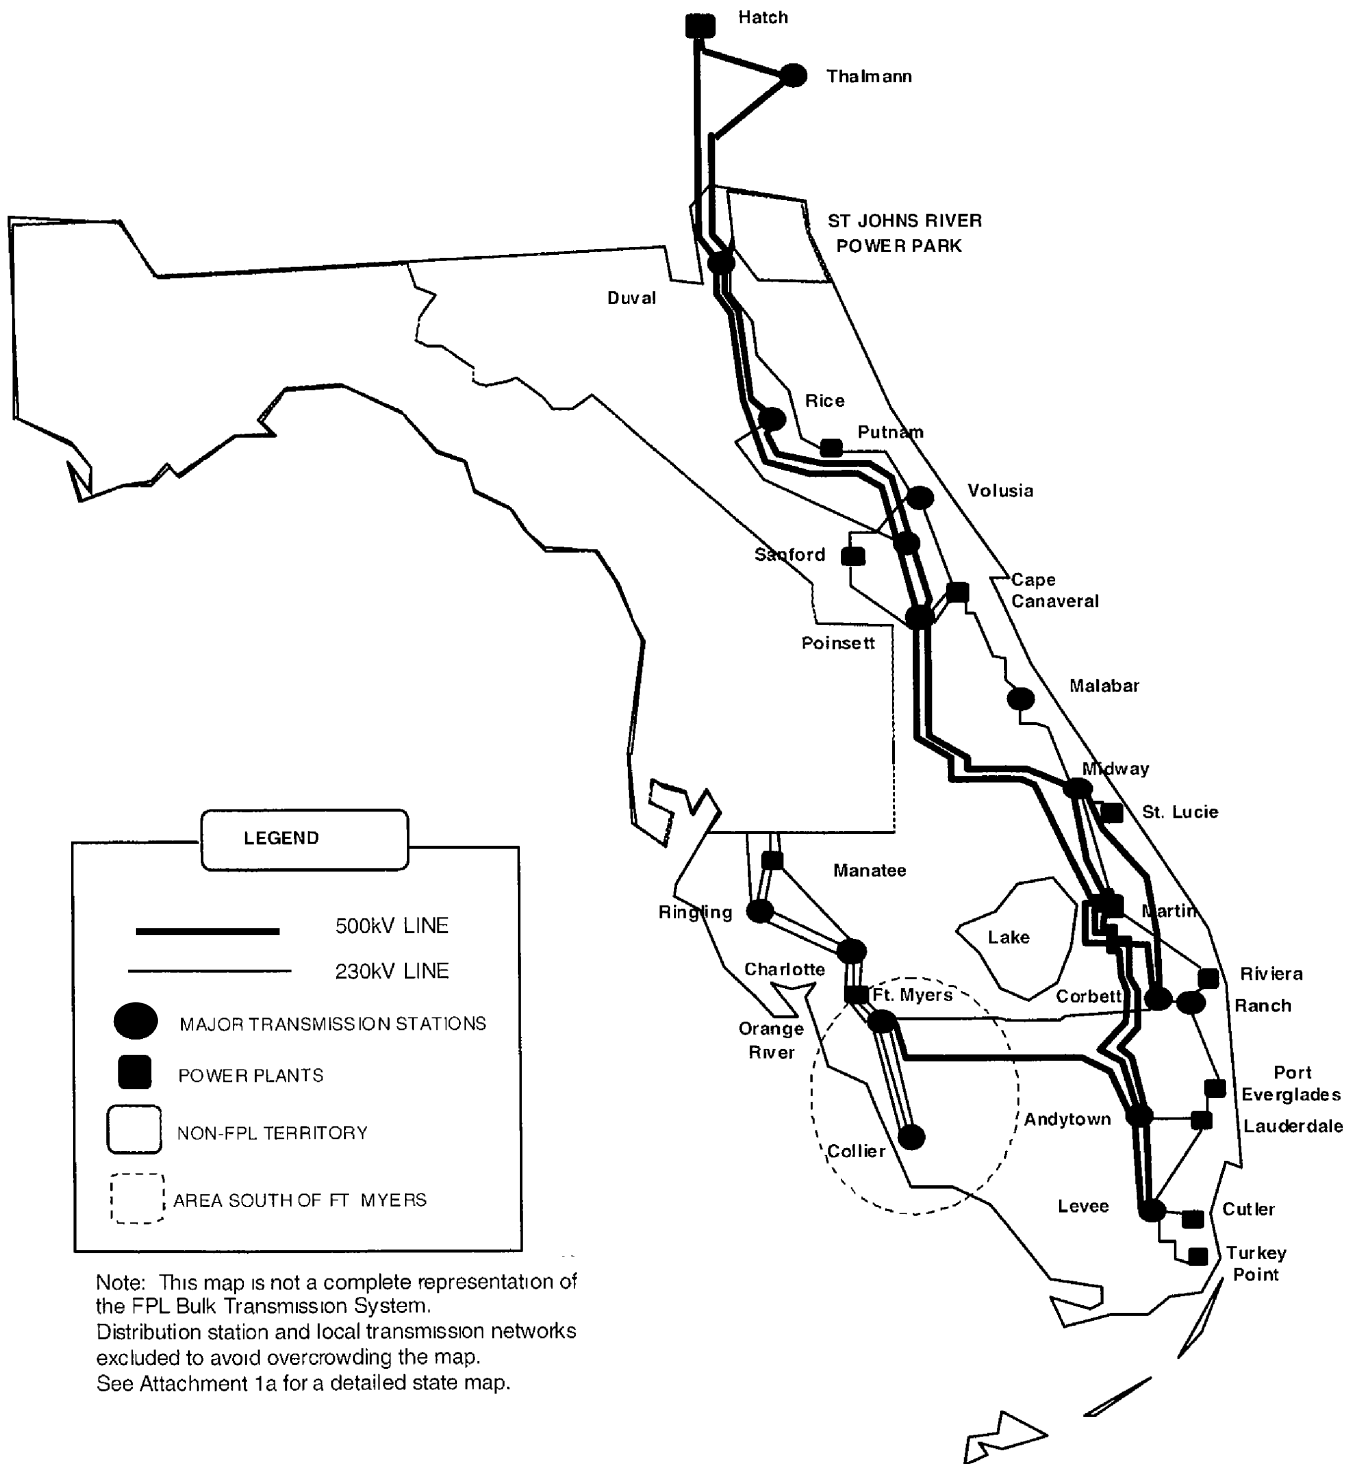 Hatch
Thalmann
ST JOHNS RIVER
POWER PARK
Duval
Rice
Putnam
Volusia
Sanford
Cape
Canaveral
Poinsett
Malabar
Midway
St. Lucie
LEGEND
500kV LINE
230kV LINE
MAJOR TRANSMISSION STATIONS
POWER PLANTS
NON-FPL TERRITORY
AREA SOUTH OF FT MYERS
Manatee
Ringling
Martin
Lake
Charlotte
Ft. Myers
Corbett
Riviera
Ranch
Orange
River
Port
Everglades
Andytown
Lauderdale
Collier
Levee
Cutler
Turkey
Point
Note: This map is not a complete representation of
the FPL Bulk Transmission System.
Distribution station and local transmission networks
excluded to avoid overcrowding the map.
See Attachment 1a for a detailed state map.